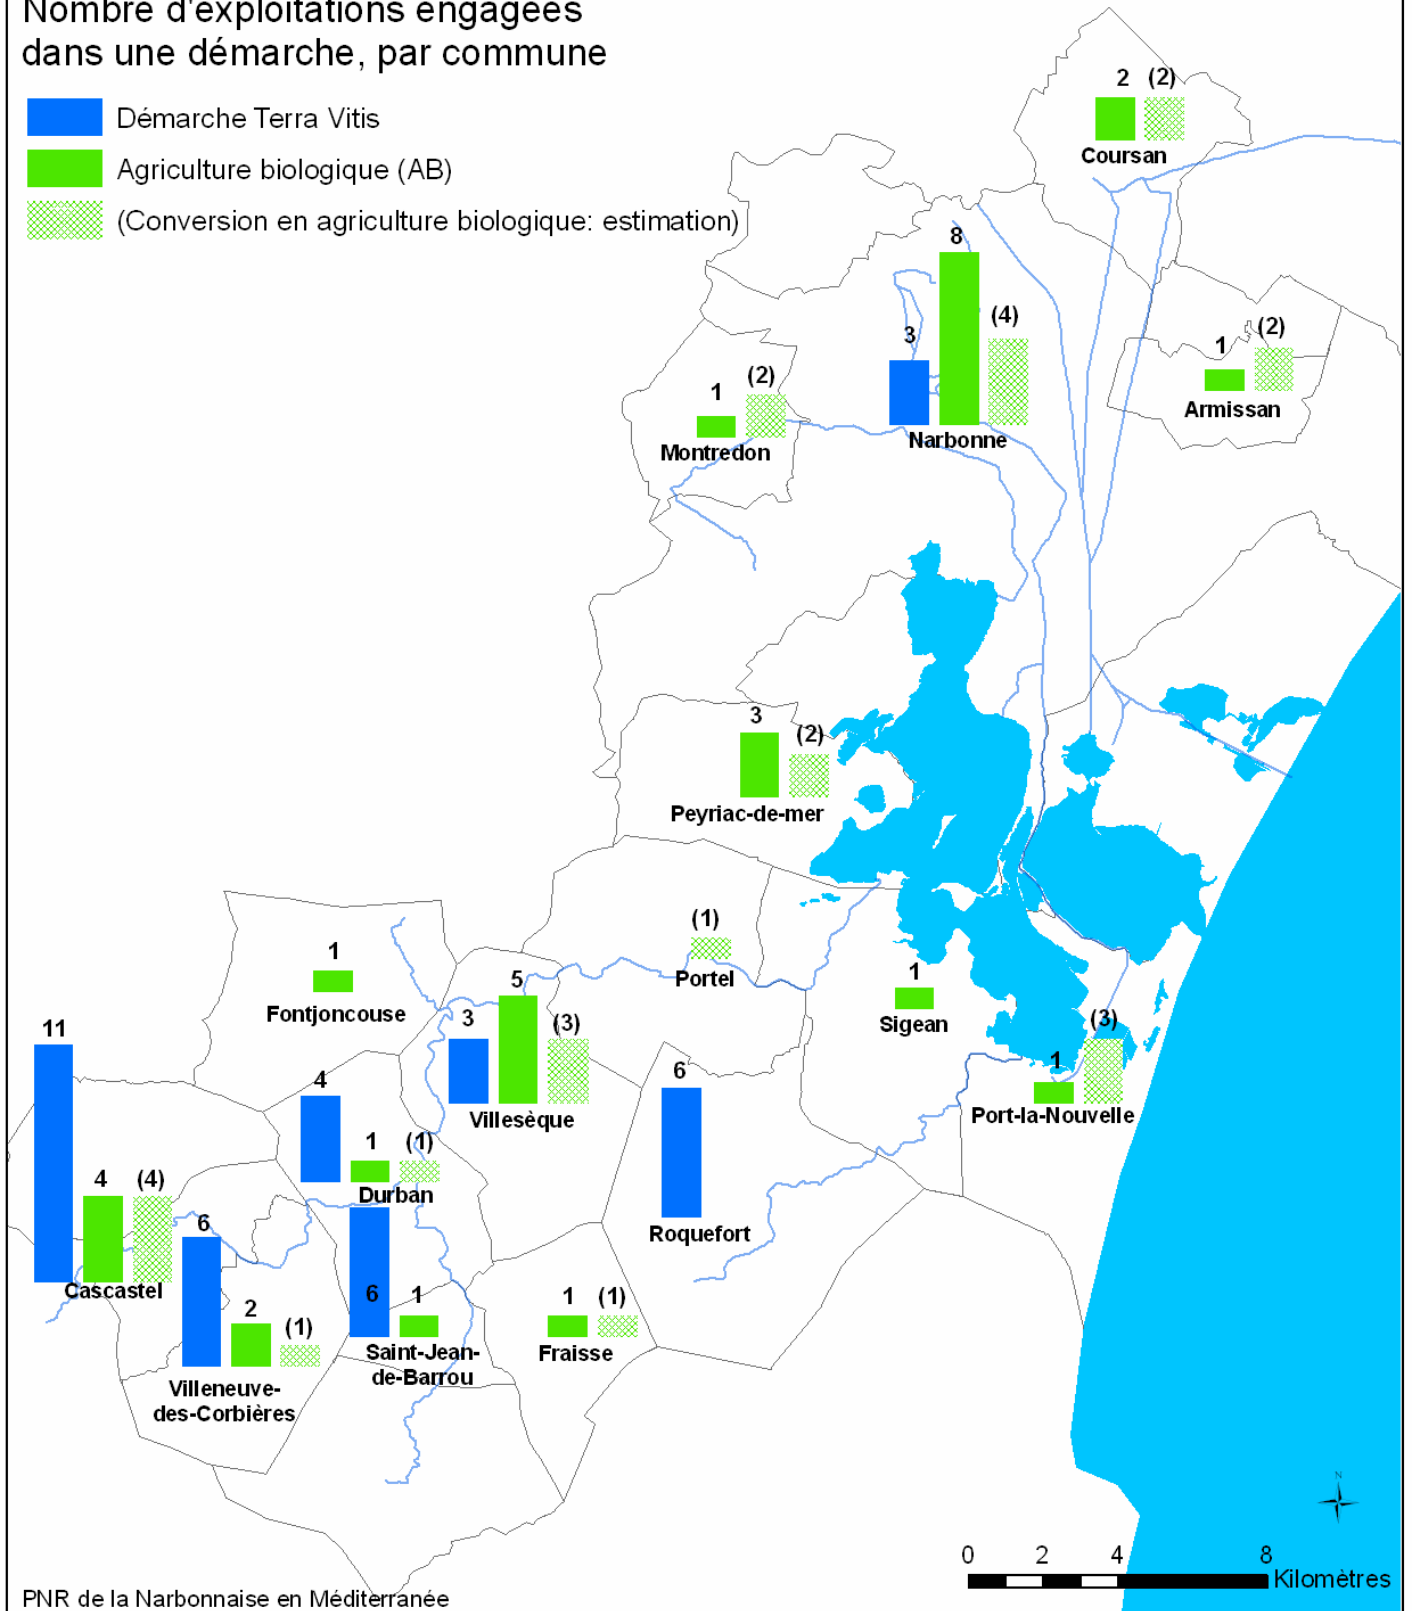 Nombre d'exploitations engagées
dans une démarche, par commune
Démarche Terra Vitis
Agriculture biologique (AB)
(Conversion en agriculture biologique: estimation)
2 (2)
Coursan
3 8 (4)
Narbonne
1 (2)
Armissan
1 (2)
Montredon
3 (2)
Peyriac-de-mer
(1)
Portel
1
Fontjoncouse
1
Sigean
3 5 (3)
Villesèque
1 (3)
Port-la-Nouvelle
11 4 (4)
Cascastel
4 1 (1)
Durban
6
Roquefort
6 2 (1)
Villeneuve-
des-Corbières
6 1
Saint-Jean-
de-Barrou
1 (1)
Fraisse
N
0 2 4 8
Kilomètres
PNR de la Narbonnaise en Méditerranée